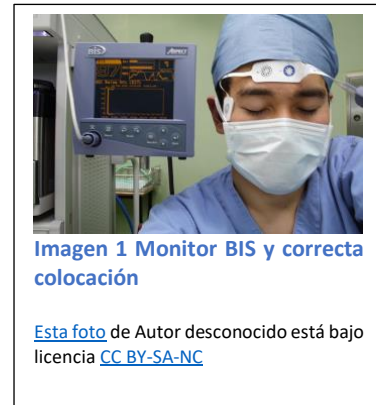 ASPECT
Imagen 1 Monitor BIS y correcta
colocación
Esta foto de Autor desconocido está bajo
licencia CC BY-SA-NC